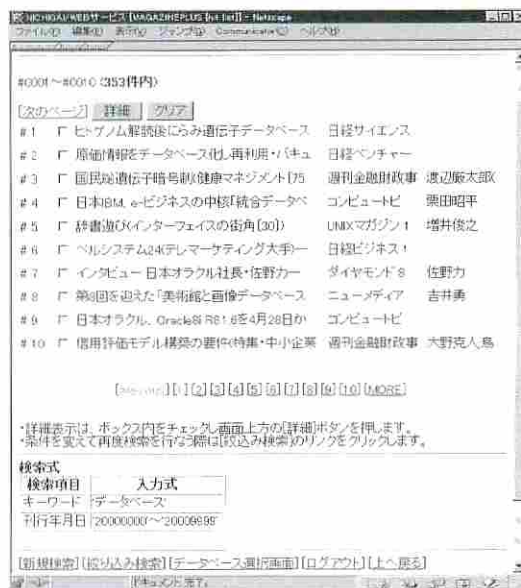 NICHIGAI/WEBサービス [MAGAZINEPLUS [hit list]] - Netscape
ファイル(F) 編集(E) 表示(V) ジャンプ(G) Communicator(C) ヘルプ(H)
#0001～#0010 (353件内)
[次のページ] 詳細 クリア
#1 ヒトゲノム解読後にらみ遺伝子データベース 日経サイエンス
#2 原価情報をデータベース化し再利用・バキュ 日経ベンチャー
#3 国民総遺伝子暗号制(健康マネジメント[75 週刊金融財政事 渡辺厳太郎(
#4 日本IBM、e-ビジネスの中核「統合データベ コンピュートピ 栗田昭平
#5 辞書遊び(インターフェイスの街角[30]) UNIXマガジン 1 増井俊之
#6 ベルシステム24(テレマーケティング大手)― 日経ビジネス 1
#7 インタビュー 日本オラクル社長・佐野力― ダイヤモンド 8 佐野力
#8 第8回を迎えた「美術館と画像データベース ニューメディア 吉井勇
#9 日本オラクル、Oracle8i R8.1.6を4月28日か コンピュートピ
#10 信用評価モデル構築の要件(特集・中小企業 週刊金融財政事 大野克人,鳥
[1] [2] [3] [4] [5] [6] [7] [8] [9] [10] [MORE]
・詳細表示は、ボックス内をチェックし画面上方の[詳細]ボタンを押します。
・条件を変えて再度検索を行なう際は[絞込み検索]のリンクをクリックします。
検索式
検索項目 入力式
キーワード 'データベース'
刊行年月日 '20000000'～'20009999'
[新規検索] [絞り込み検索] [データベース選択画面] [ログアウト] [上へ戻る]
ドキュメント: 完了。